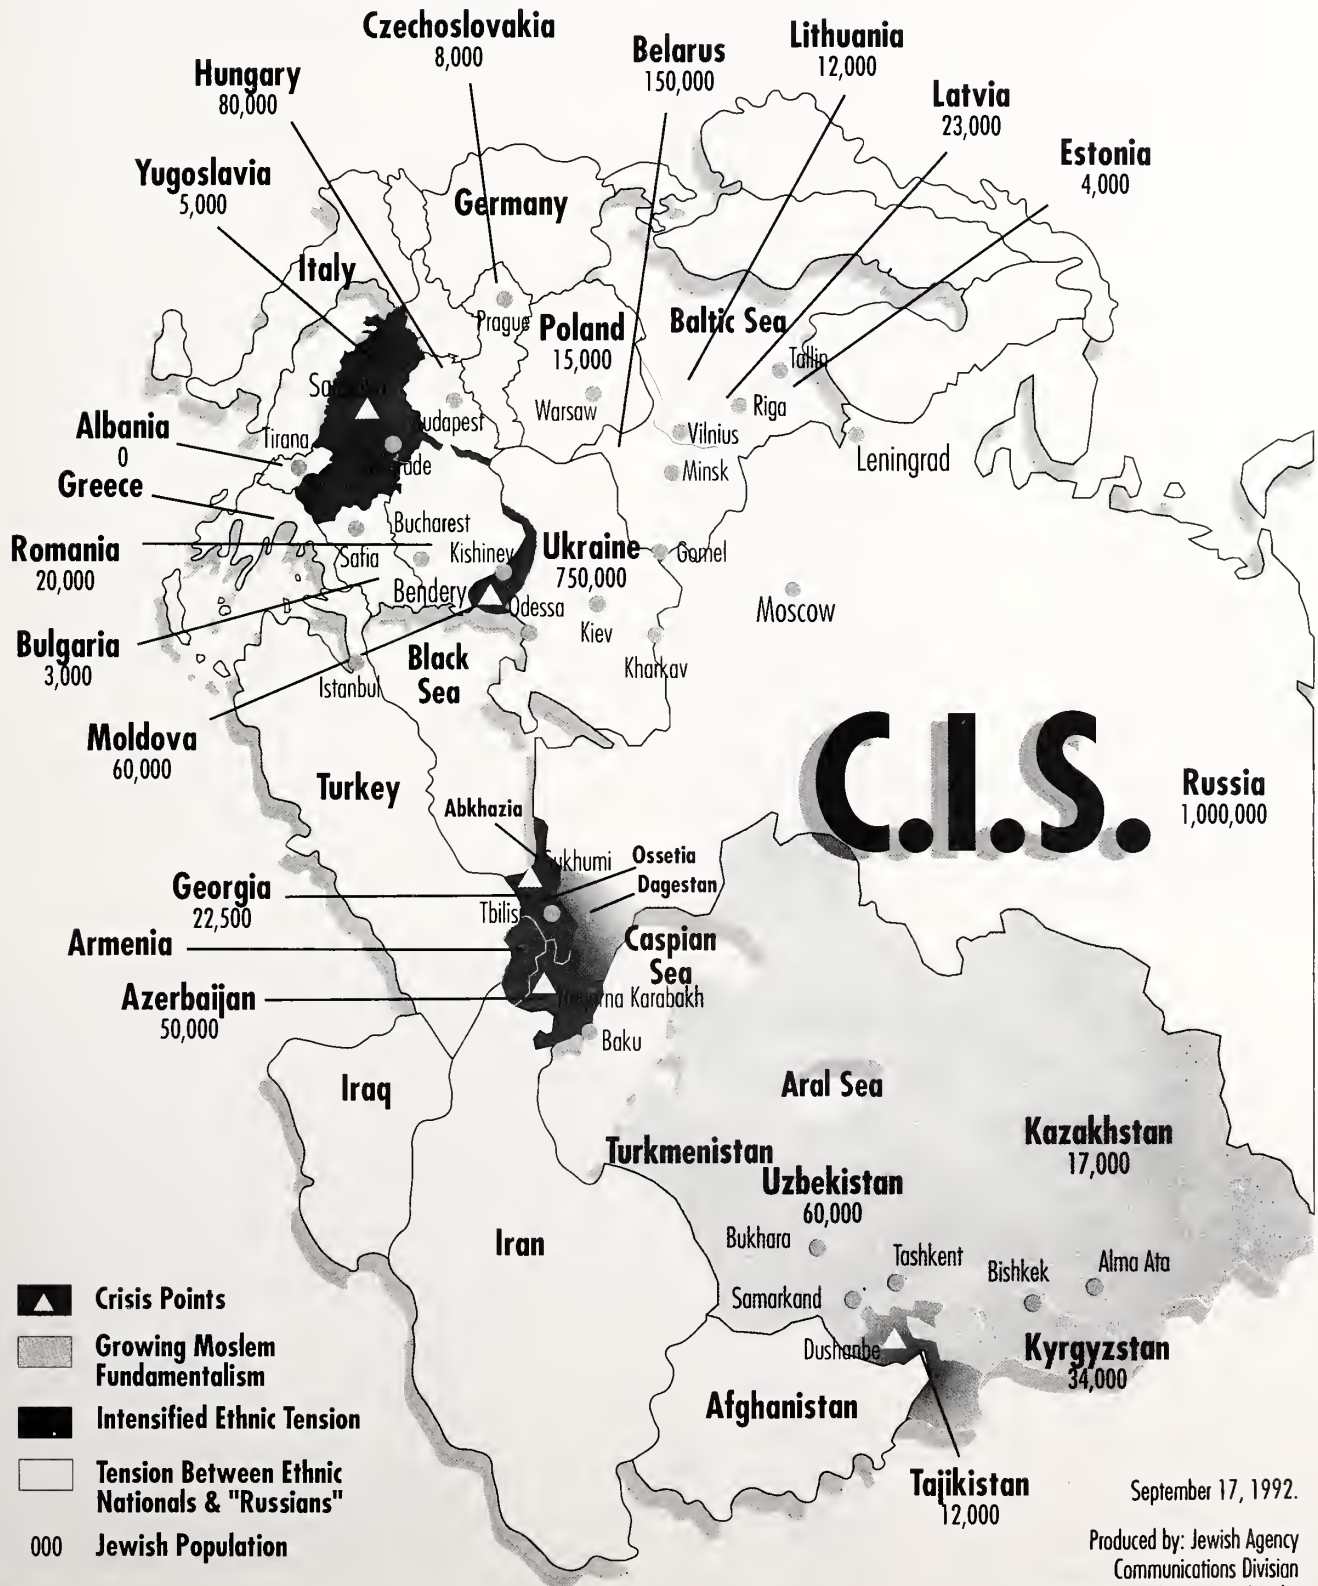 Czechoslovakia
8,000
Lithuania
12,000
Belarus
150,000
Hungary
80,000
Latvia
23,000
Estonia
4,000
Yugoslavia
5,000
Germany
Italy
Prague
Poland
15,000
Baltic Sea
Tallin
Warsaw
Riga
Budapest
Vilnius
Albania
0
Tirana
Leningrad
Minsk
Greece
Bucharest
Romania
20,000
Safia
Kishinev
Ukraine
750,000
Gomel
Bendery
Odessa
Kiev
Moscow
Bulgaria
3,000
Black
Sea
Kharkav
Istanbul
Moldova
60,000
C.I.S.
Russia
1,000,000
Turkey
Abkhazia
Sukhumi
Ossetia
Dagestan
Georgia
22,500
Tbilisi
Armenia
Caspian
Sea
Azerbaijan
50,000
Karabakh
Baku
Iraq
Aral Sea
Kazakhstan
17,000
Turkmenistan
Uzbekistan
60,000
Iran
Bukhara
Tashkent
Bishkek
Alma Ata
Samarkand
Dushanbe
Kyrgyzstan
34,000
Afghanistan
Tajikistan
12,000
Crisis Points
Growing Moslem
Fundamentalism
Intensified Ethnic Tension
Tension Between Ethnic
Nationals & "Russians"
000 Jewish Population
September 17, 1992.
Produced by: Jewish Agency
Communications Division